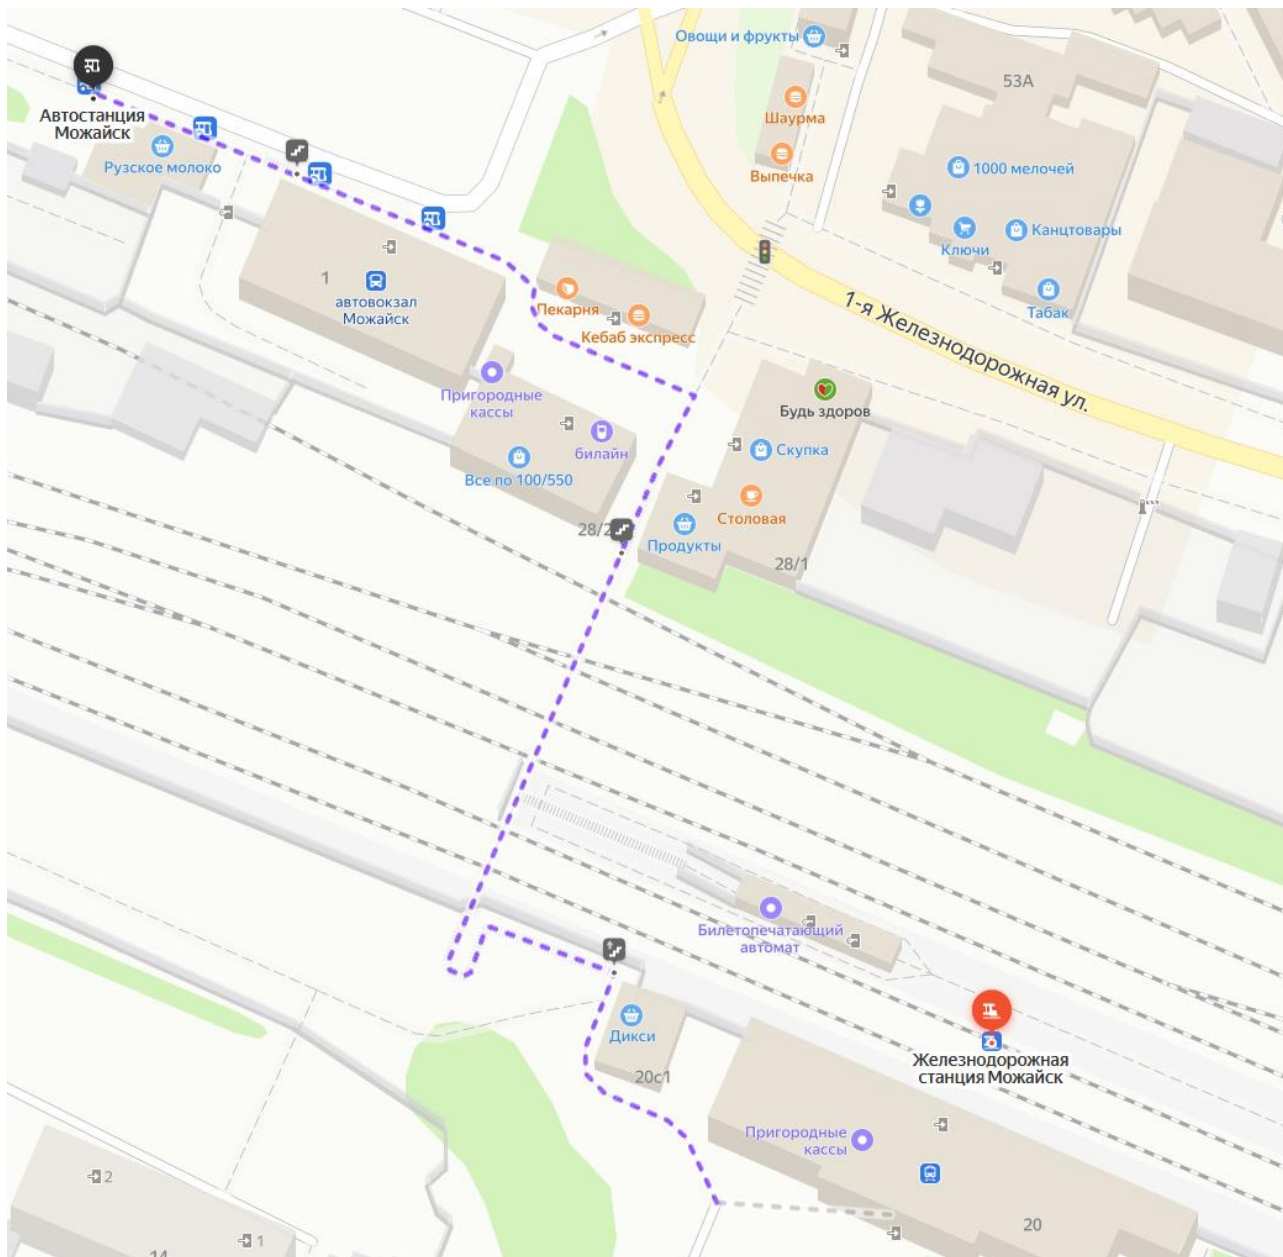 Овощи и фрукты
53А
Автостанция
Можайск
Шаурма
Рузское молоко
Выпечка
1000 мелочей
Канцтовары
Ключи
1
автовокзал
Можайск
Пекарня
Кебаб экспресс
Табак
1-я Железнодорожная ул.
Пригородные
кассы
Будь здоров
билайн
Скупка
Все по 100/550
Столовая
28/2
Продукты
28/1
Билетопечатающий
автомат
Дикси
Железнодорожная
станция Можайск
20с1
Пригородные
кассы
2
20
1
14